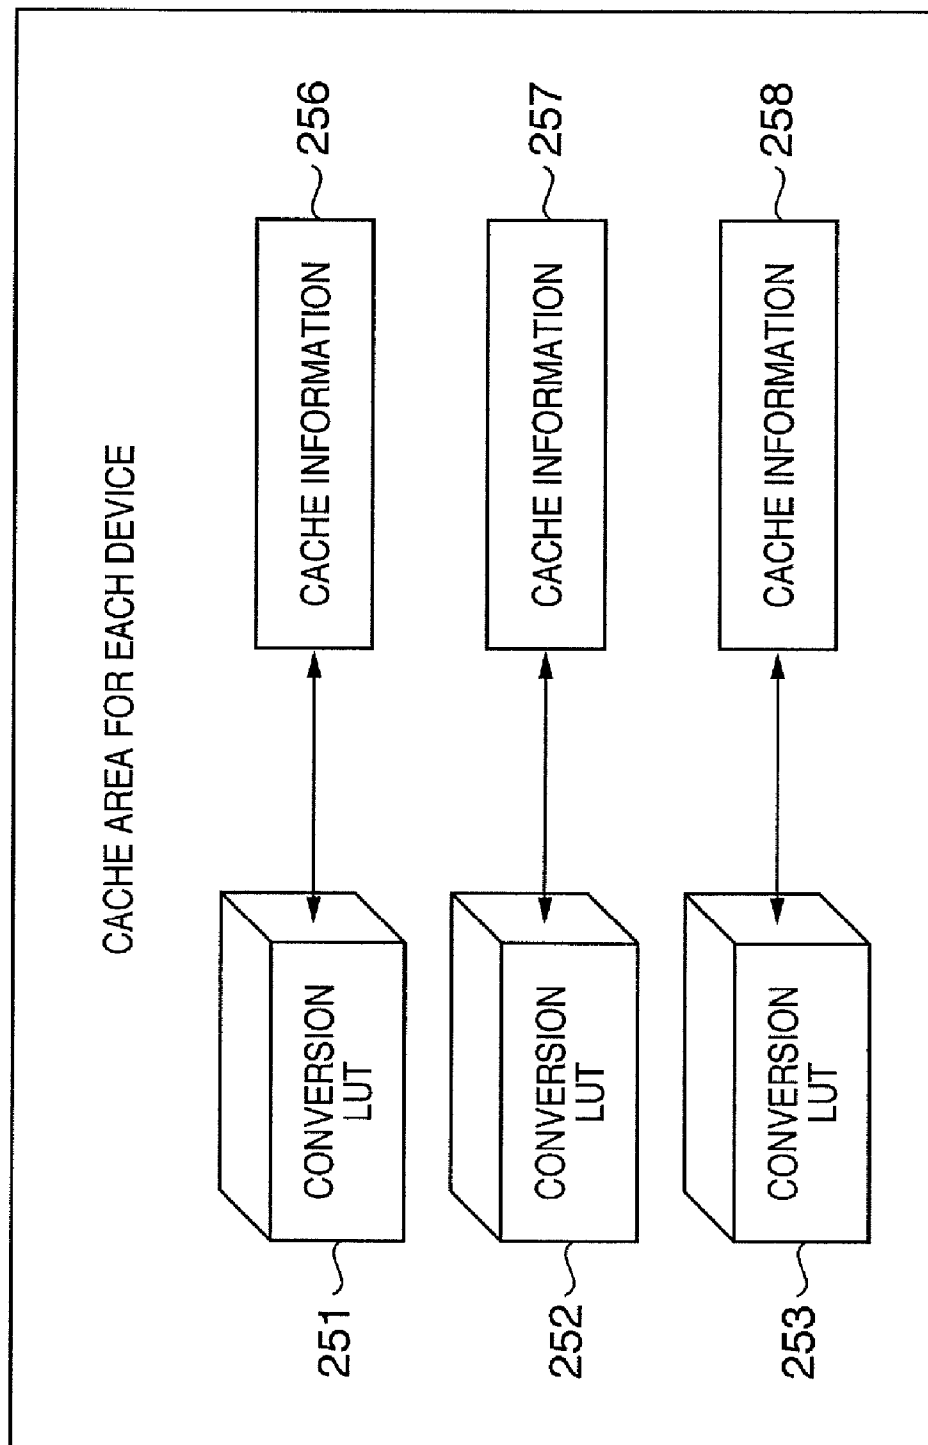 CACHE AREA FOR EACH DEVICE
251
CONVERSION
LUT
CACHE INFORMATION
256
252
CONVERSION
LUT
CACHE INFORMATION
257
253
CONVERSION
LUT
CACHE INFORMATION
258